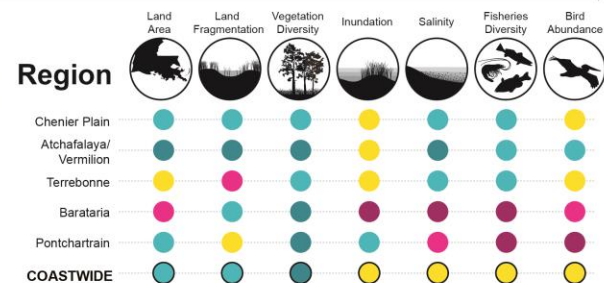 Land Area
Land Fragmentation
Vegetation Diversity
Inundation
Salinity
Fisheries Diversity
Bird Abundance
Region
Chenier Plain
Atchafalaya/
Vermilion
Terrebonne
Barataria
Pontchartrain
COASTWIDE